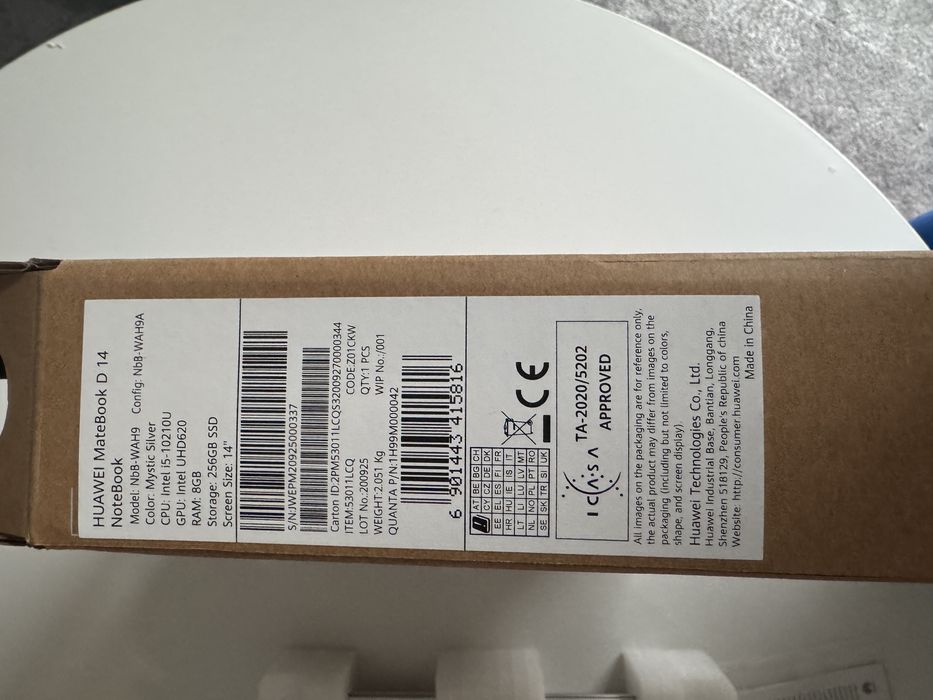 HUAWEI MateBook D 14
NoteBook
Model: NbB-WAH9 Config: NbB-WAH9A
Color: Mystic Silver
CPU: Intel I5-10210U
GPU: Intel UHD620
RAM: 8GB
Storage: 256GB SSD
Screen Size: 14"
S/NJWEPM20925000337
Carton ID:2PM53011LCQS32009270000344
ITEM:53011LCQ CODE:Z01CKW
LOT No.:200925 QTY:1 PCS
WEIGHT:2.051 Kg WIP No.:/001
QUANTA P/N:1H99M000042
6 901443 415816
AT BE BG CH
CY CZ DE DK
EE EL ES FI FR
HR HU IE IS IT
LT LI LU LV MT
NL NO PL PT RO
SE SK TR SI UK
CE
ICASA
TA-2020/5202
APPROVED
All images on the packaging are for reference only,
the actual product may differ from images on the
packaging (including but not limited to colors,
shape, and screen display).
Huawei Technologies Co., Ltd.
Huawei Industrial Base, Bantian, Longgang,
Shenzhen 518129, People's Republic of china
Website: http://consumer.huawei.com
Made in China